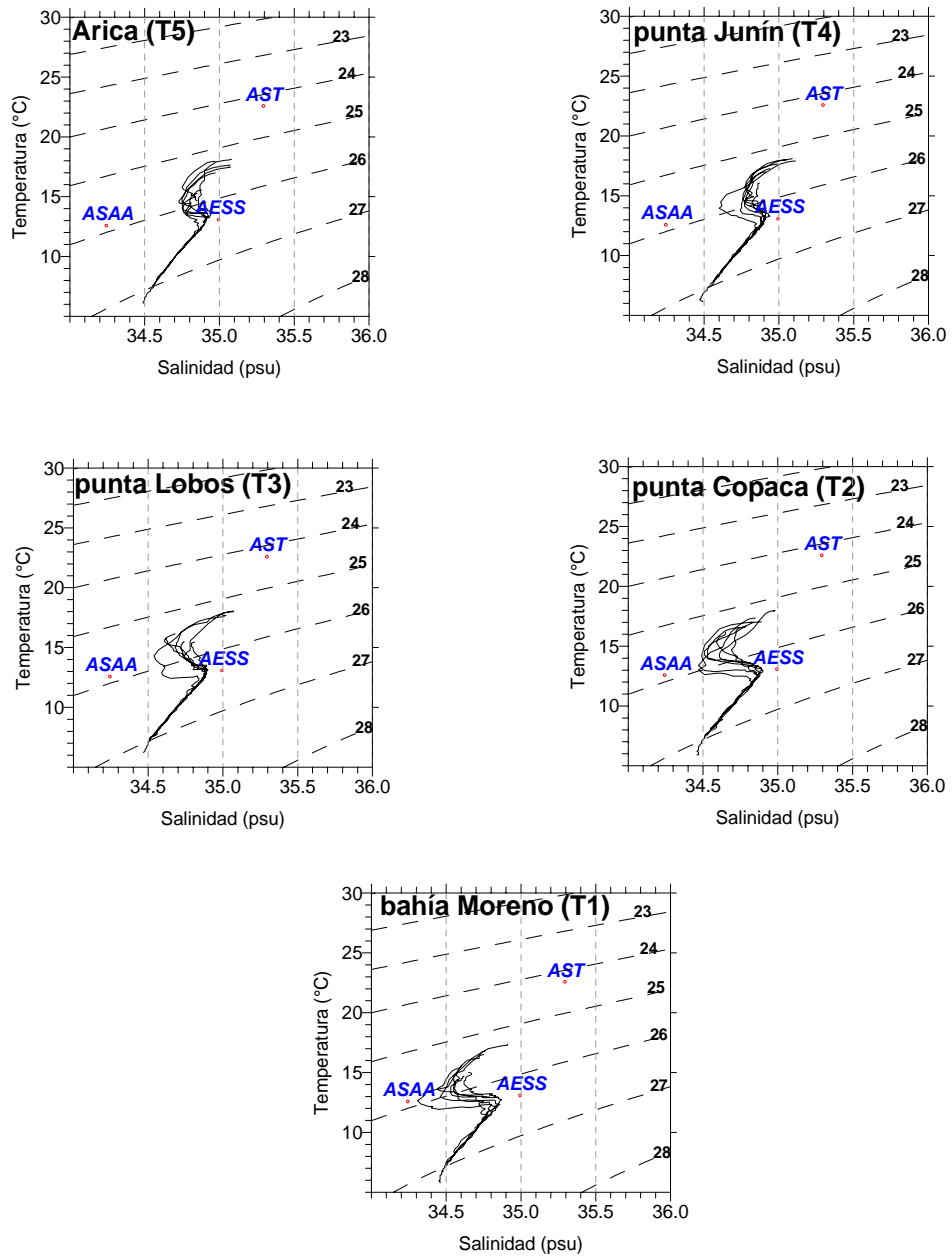 Arica (T5)
30
25
20
15
10
Temperatura (°C)
23
24
25
26
27
28
AST
ASAA
AESS
34.5
35.0
35.5
36.0
Salinidad (psu)
punta Junín (T4)
30
25
20
15
10
Temperatura (°C)
23
24
25
26
27
28
AST
ASAA
AESS
34.5
35.0
35.5
36.0
Salinidad (psu)
punta Lobos (T3)
30
25
20
15
10
Temperatura (°C)
23
24
25
26
27
28
AST
ASAA
AESS
34.5
35.0
35.5
36.0
Salinidad (psu)
punta Copaca (T2)
30
25
20
15
10
Temperatura (°C)
23
24
25
26
27
28
AST
ASAA
AESS
34.5
35.0
35.5
36.0
Salinidad (psu)
bahía Moreno (T1)
30
25
20
15
10
Temperatura (°C)
23
24
25
26
27
28
AST
ASAA
AESS
34.5
35.0
35.5
36.0
Salinidad (psu)